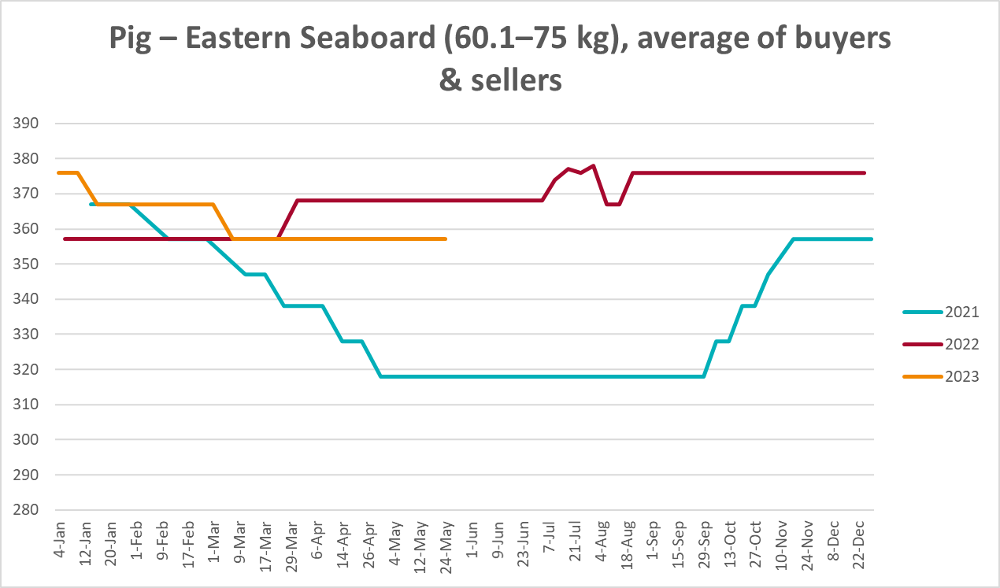 Pig – Eastern Seaboard (60.1–75 kg), average of buyers
& sellers
390
380
370
360
350
340
330
320
310
300
290
280
2021
2022
2023
4-Jan
12-Jan
20-Jan
1-Feb
9-Feb
17-Feb
1-Mar
9-Mar
17-Mar
29-Mar
6-Apr
14-Apr
26-Apr
4-May
12-May
24-May
1-Jun
9-Jun
23-Jun
7-Jul
21-Jul
4-Aug
18-Aug
1-Sep
15-Sep
29-Sep
13-Oct
27-Oct
10-Nov
24-Nov
8-Dec
22-Dec